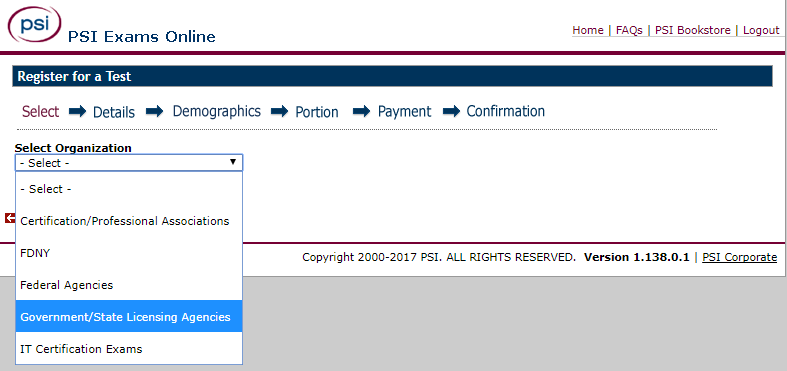 psi
PSI Exams Online
Home | FAQs | PSI Bookstore | Logout
Register for a Test
Select Details Demographics Portion Payment Confirmation
Select Organization
- Select -
- Select -
Certification/Professional Associations
FDNY
Federal Agencies
Government/State Licensing Agencies
IT Certification Exams
Copyright 2000-2017 PSI. ALL RIGHTS RESERVED. Version 1.138.0.1 | PSI Corporate